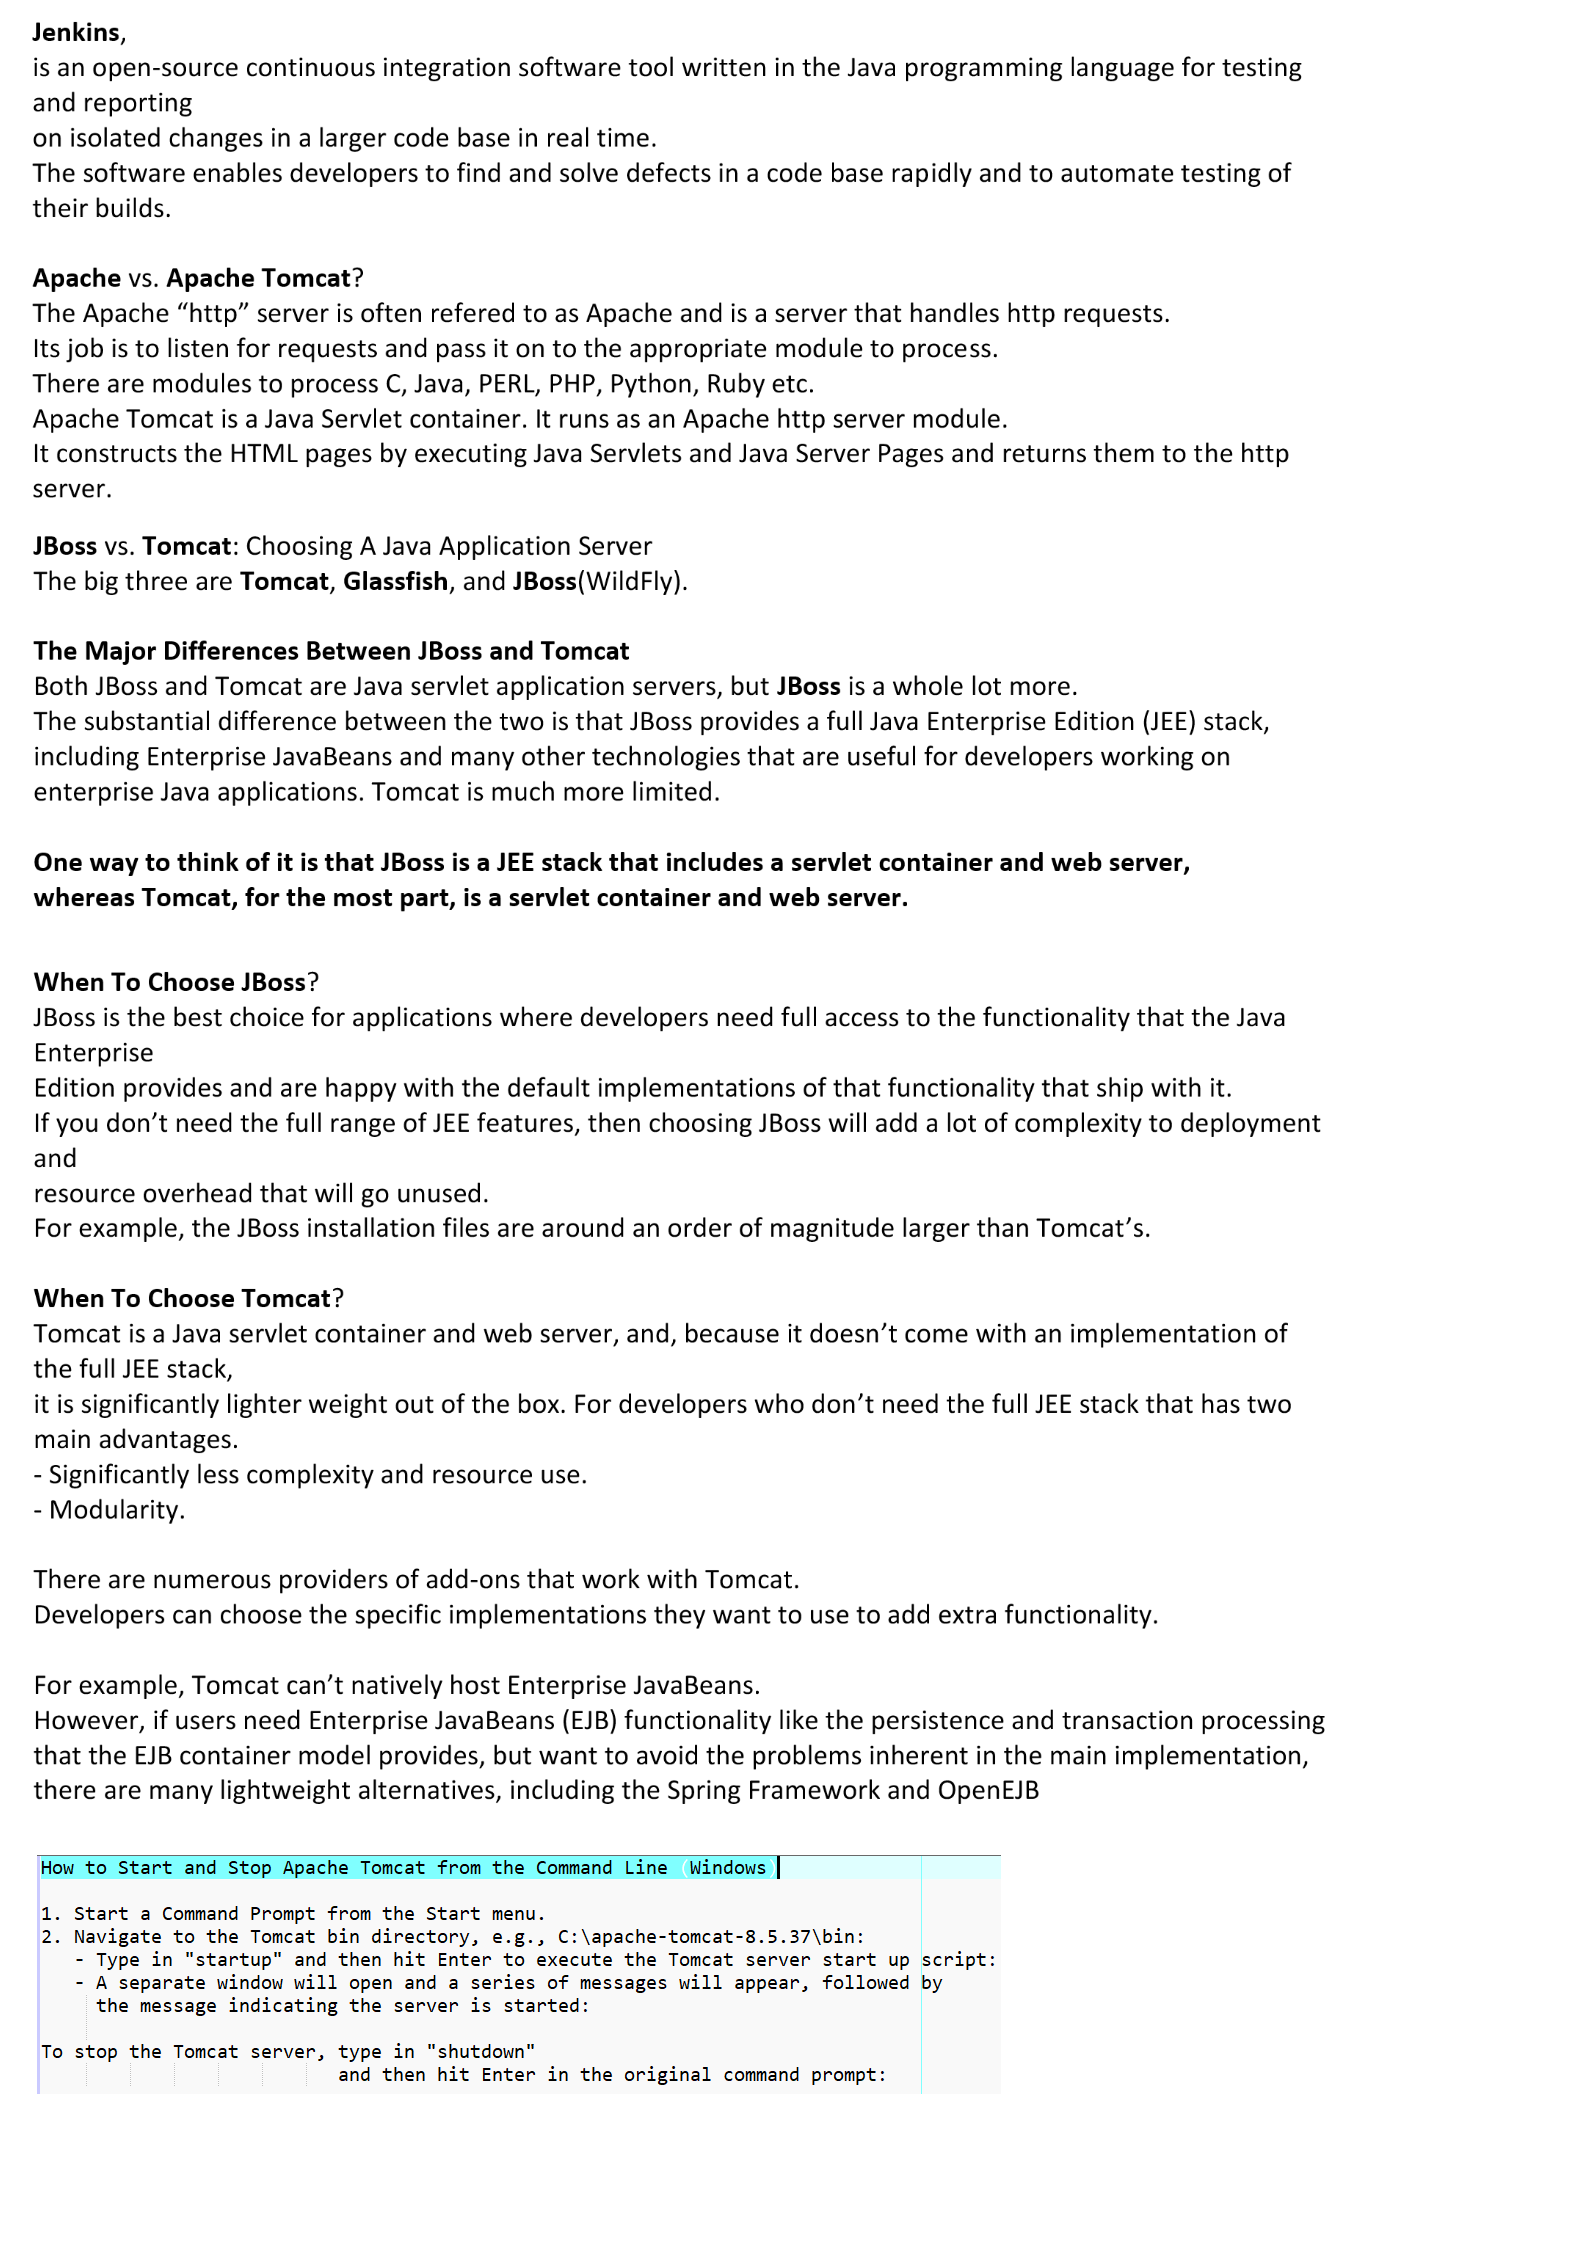 Jenkins,
is an open-source continuous integration software tool written in the Java programming language for testing
and reporting
on isolated changes in a larger code base in real time.
The software enables developers to find and solve defects in a code base rapidly and to automate testing of
their builds.
Apache vs. Apache Tomcat?
The Apache “http” server is often refered to as Apache and is a server that handles http requests.
Its job is to listen for requests and pass it on to the appropriate module to process.
There are modules to process C, Java, PERL, PHP, Python, Ruby etc.
Apache Tomcat is a Java Servlet container. It runs as an Apache http server module.
It constructs the HTML pages by executing Java Servlets and Java Server Pages and returns them to the http
server.
JBoss vs. Tomcat: Choosing A Java Application Server
The big three are Tomcat, Glassfish, and JBoss(WildFly).
The Major Differences Between JBoss and Tomcat
Both JBoss and Tomcat are Java servlet application servers, but JBoss is a whole lot more.
The substantial difference between the two is that JBoss provides a full Java Enterprise Edition (JEE) stack,
including Enterprise JavaBeans and many other technologies that are useful for developers working on
enterprise Java applications. Tomcat is much more limited.
One way to think of it is that JBoss is a JEE stack that includes a servlet container and web server,
whereas Tomcat, for the most part, is a servlet container and web server.
When To Choose JBoss?
JBoss is the best choice for applications where developers need full access to the functionality that the Java
Enterprise
Edition provides and are happy with the default implementations of that functionality that ship with it.
If you don’t need the full range of JEE features, then choosing JBoss will add a lot of complexity to deployment
and
resource overhead that will go unused.
For example, the JBoss installation files are around an order of magnitude larger than Tomcat’s.
When To Choose Tomcat?
Tomcat is a Java servlet container and web server, and, because it doesn’t come with an implementation of
the full JEE stack,
it is significantly lighter weight out of the box. For developers who don’t need the full JEE stack that has two
main advantages.
- Significantly less complexity and resource use.
- Modularity.
There are numerous providers of add-ons that work with Tomcat.
Developers can choose the specific implementations they want to use to add extra functionality.
For example, Tomcat can’t natively host Enterprise JavaBeans.
However, if users need Enterprise JavaBeans (EJB) functionality like the persistence and transaction processing
that the EJB container model provides, but want to avoid the problems inherent in the main implementation,
there are many lightweight alternatives, including the Spring Framework and OpenEJB
How to Start and Stop Apache Tomcat from the Command Line (Windows)
1. Start a Command Prompt from the Start menu.
2. Navigate to the Tomcat bin directory, e.g., C:\apache-tomcat-8.5.37\bin:
- Type in "startup" and then hit Enter to execute the Tomcat server start up script:
- A separate window will open and a series of messages will appear, followed by
the message indicating the server is started:
To stop the Tomcat server, type in "shutdown"
and then hit Enter in the original command prompt: